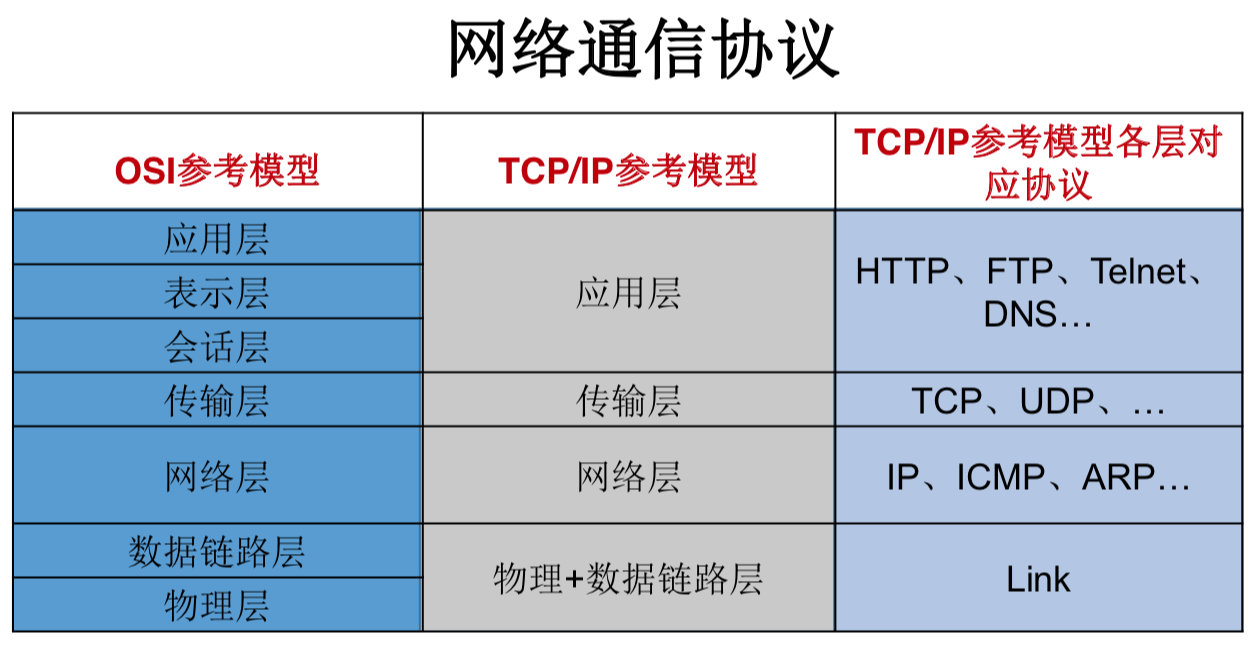 网络通信协议
OSI参考模型
TCP/IP参考模型
TCP/IP参考模型各层对
应协议
应用层
表示层
会话层
应用层
HTTP、FTP、Telnet、
DNS…
传输层
传输层
TCP、UDP、…
网络层
网络层
IP、ICMP、ARP…
数据链路层
物理层
物理+数据链路层
Link